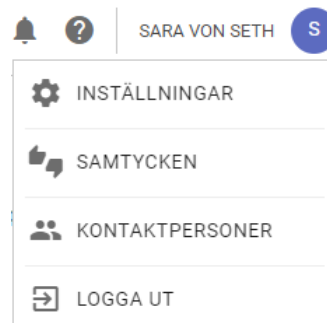 SARA VON SETH S
INSTÄLLNINGAR
SAMTYCKEN
KONTAKTPERSONER
LOGGA UT